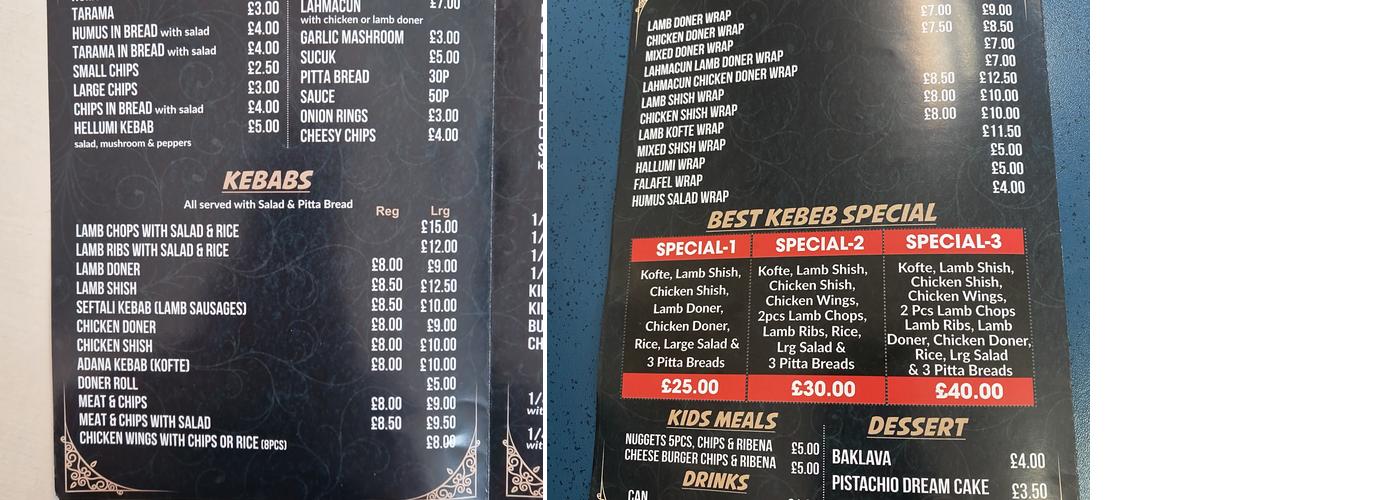 TARAMA £3.00
HUMUS IN BREAD with salad £4.00
TARAMA IN BREAD with salad £4.00
SMALL CHIPS £2.50
LARGE CHIPS £3.00
CHIPS IN BREAD with salad £4.00
HELLUMI KEBAB £5.00
salad, mushroom & peppers
LAHMACUN £7.00
with chicken or lamb doner
GARLIC MASHROOM £3.00
SUCUK £5.00
PITTA BREAD 30P
SAUCE 50P
ONION RINGS £3.00
CHEESY CHIPS £4.00
KEBABS
All served with Salad & Pitta Bread
Reg Lrg
LAMB CHOPS WITH SALAD & RICE £15.00
LAMB RIBS WITH SALAD & RICE £12.00
LAMB DONER £8.00 £9.00
LAMB SHISH £8.50 £12.50
SEFTALI KEBAB (LAMB SAUSAGES) £8.50 £10.00
CHICKEN DONER £8.00 £9.00
CHICKEN SHISH £8.00 £10.00
ADANA KEBAB (KOFTE) £8.00 £10.00
DONER ROLL £5.00
MEAT & CHIPS £8.00 £9.00
MEAT & CHIPS WITH SALAD £8.50 £9.50
CHICKEN WINGS WITH CHIPS OR RICE (8PCS) £8.00
LAMB DONER WRAP £7.00 £9.00
CHICKEN DONER WRAP £7.50 £8.50
MIXED DONER WRAP £7.00
LAHMACUN LAMB DONER WRAP £7.00
LAHMACUN CHICKEN DONER WRAP £8.50 £12.50
LAMB SHISH WRAP £8.00 £10.00
CHICKEN SHISH WRAP £8.00 £10.00
LAMB KOFTE WRAP £11.50
MIXED SHISH WRAP £5.00
HALLUMI WRAP £5.00
FALAFEL WRAP £4.00
HUMUS SALAD WRAP
BEST KEBEB SPECIAL
SPECIAL-1
Kofte, Lamb Shish,
Chicken Shish,
Lamb Doner,
Chicken Doner,
Rice, Large Salad &
3 Pitta Breads
£25.00
SPECIAL-2
Kofte, Lamb Shish,
Chicken Shish,
Chicken Wings,
2pcs Lamb Chops,
Lamb Ribs, Rice,
Lrg Salad &
3 Pitta Breads
£30.00
SPECIAL-3
Kofte, Lamb Shish,
Chicken Shish,
Chicken Wings,
2 Pcs Lamb Chops
Lamb Ribs, Lamb
Doner, Chicken Doner,
Rice, Lrg Salad
& 3 Pitta Breads
£40.00
KIDS MEALS
NUGGETS 5PCS, CHIPS & RIBENA £5.00
CHEESE BURGER CHIPS & RIBENA £5.00
DRINKS
CAN
DESSERT
BAKLAVA £4.00
PISTACHIO DREAM CAKE £3.50